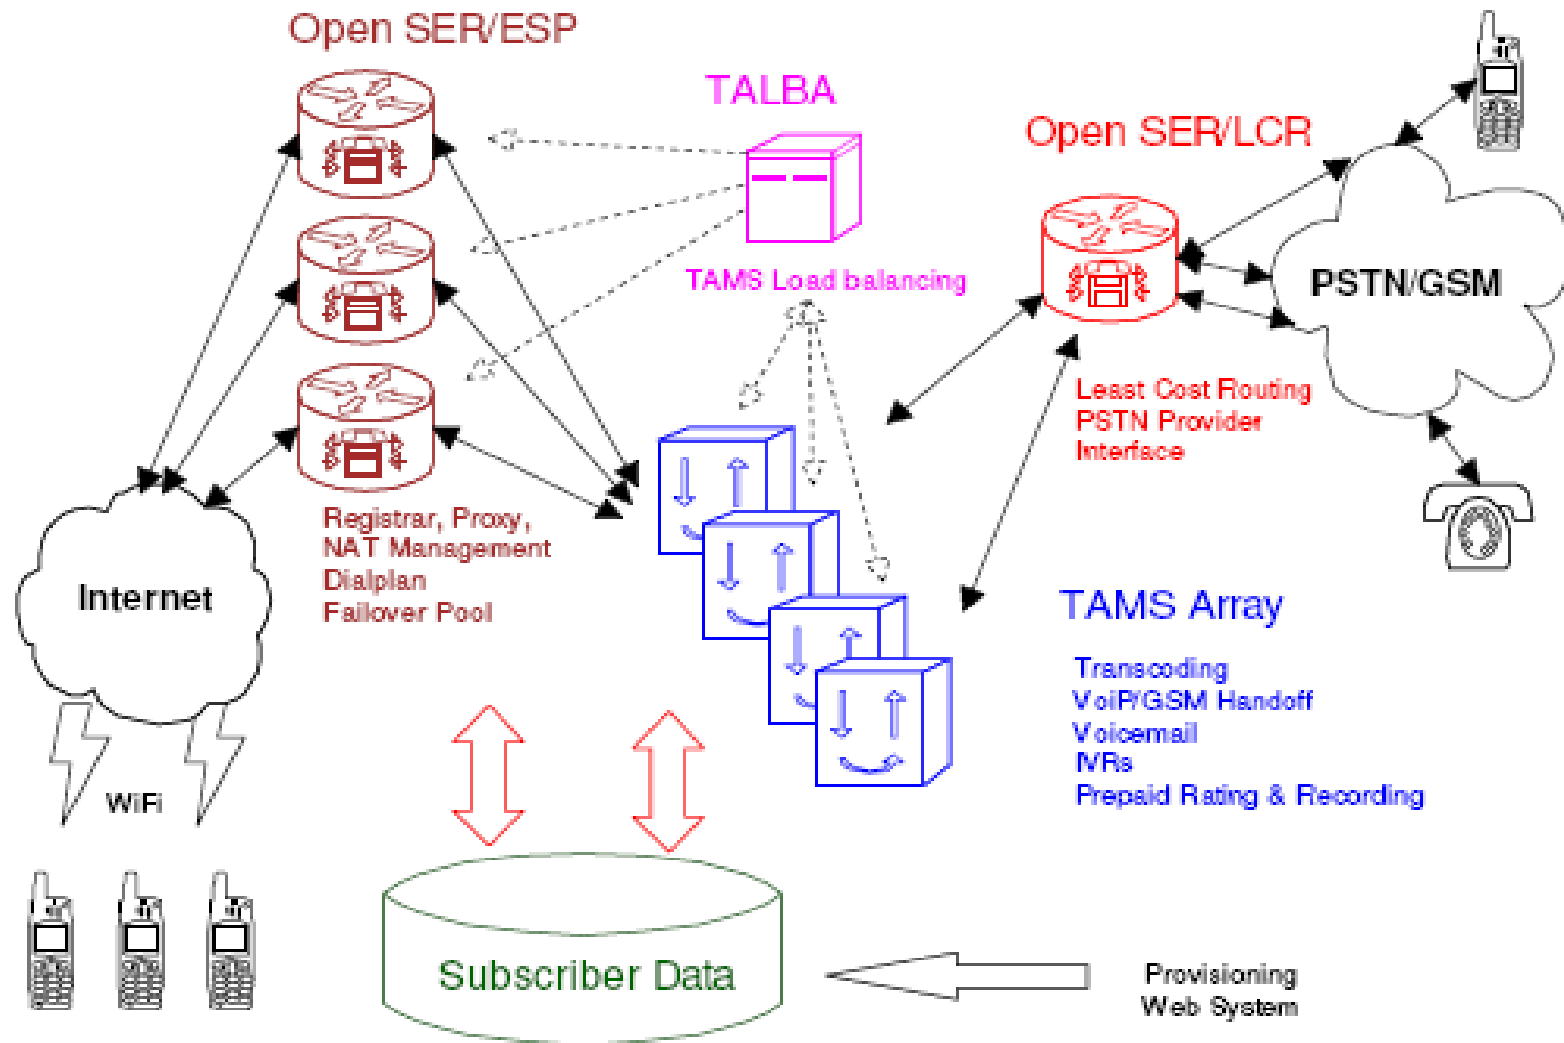 Open SER/ESP
TALBA
Open SER/LCR
TAMS Load balancing
PSTN/GSM
Least Cost Routing
PSTN Provider
Interface
Registrar, Proxy,
NAT Management
Dialplan
Failover Pool
Internet
TAMS Array
Transcoding
VoiP/GSM Handoff
Voicemail
IVRs
Prepaid Rating & Recording
WiFi
Subscriber Data
Provisioning
Web System